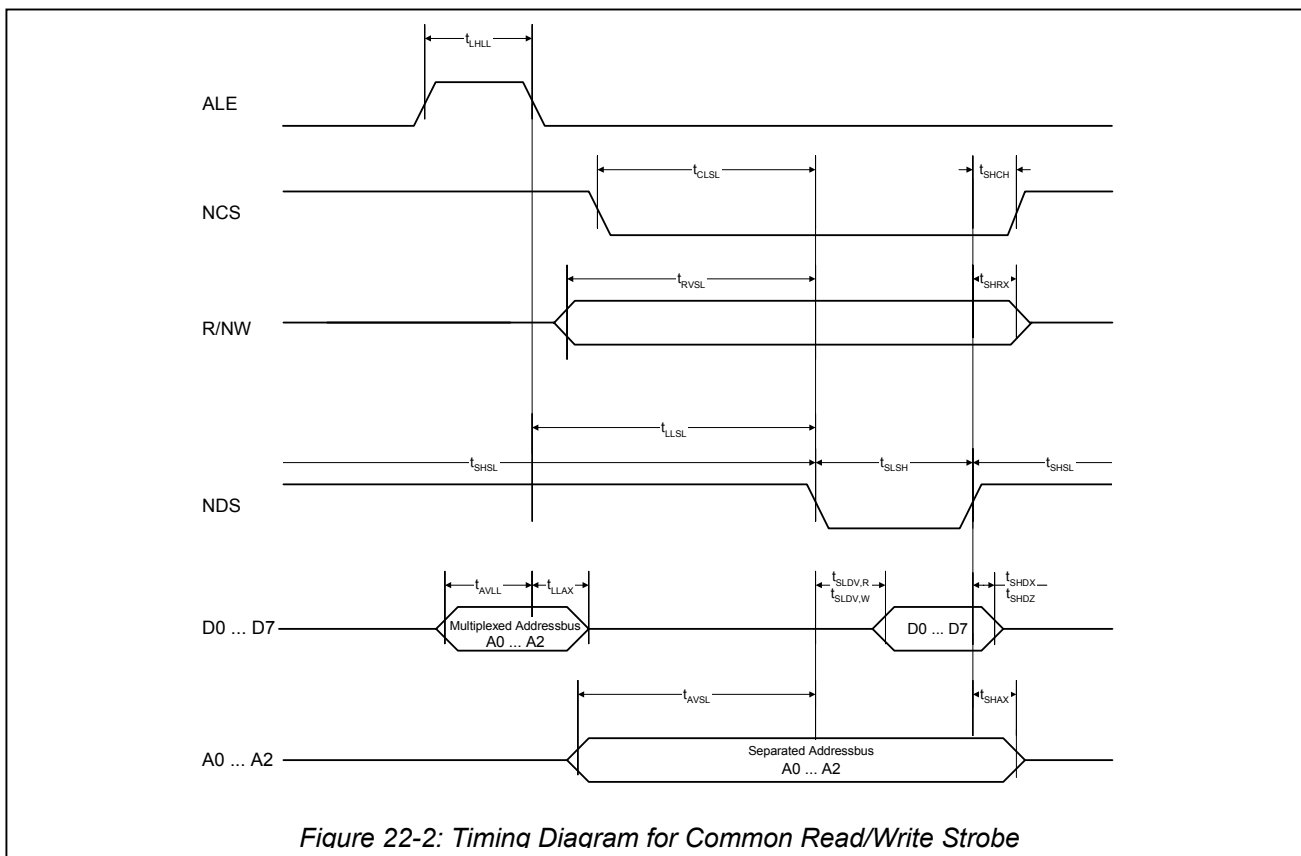 tLHLL
ALE
tCLSL tSHCH
NCS
tRVSL tSHRX
R/NW
tLLSL
tSHSL tSLSH tSHSL
NDS
tAVLL tLLAX tSLDV,R tSHDX
tSLDV,W tSHDZ
D0 ... D7 Multiplexed Addressbus D0 ... D7
A0 ... A2
tAVSL tSHAX
Separated Addressbus
A0 ... A2 A0 ... A2
Figure 22-2: Timing Diagram for Common Read/Write Strobe